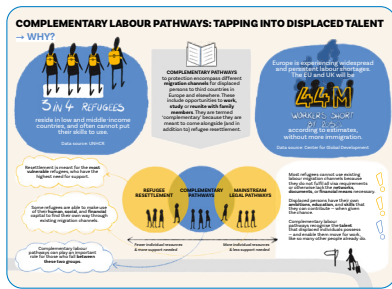 COMPLEMENTARY LABOUR PATHWAYS: TAPPING INTO DISPLACED TALENT
→ WHY?
3 in 4 REFUGEES
reside in low and middle-income
countries, and often cannot put
their skills to use.
Data source: UNHCR
COMPLEMENTARY PATHWAYS
to protection encompass different
migration channels for displaced
persons to third countries in
Europe and elsewhere. These
include opportunities to work,
study or reunite with family
members. They are termed
'complementary' because they are
meant to come alongside (and in
addition to) refugee resettlement.
Europe is experiencing widespread
and persistent labour shortages.
The EU and UK will be
44M
WORKERS SHORT
according to estimates,
without more immigration.
Data source: Center for Global Development
Resettlement is meant for the most
vulnerable refugees, who have the
highest need for support.
Some refugees are able to make use
of their human, social, and financial
capital to find their own way through
existing migration channels.
Complementary labour
pathways can play an important
role for those who fall between
these two groups.
REFUGEE
RESETTLEMENT
COMPLEMENTARY
PATHWAYS
MAINSTREAM
LEGAL PATHWAYS
Fewer individual resources
& more support needed
More individual resources
& less support needed
Most refugees cannot use existing
labour migration channels because
they do not fulfil all visa requirements
or otherwise lack the networks,
documents, or financial means necessary.
Displaced persons have their own
ambitions, education, and skills that
they can contribute – when given
the chance.
Complementary labour
pathways recognise the talent
that displaced individuals possess
– and enable them move for work,
like so many other people already do.